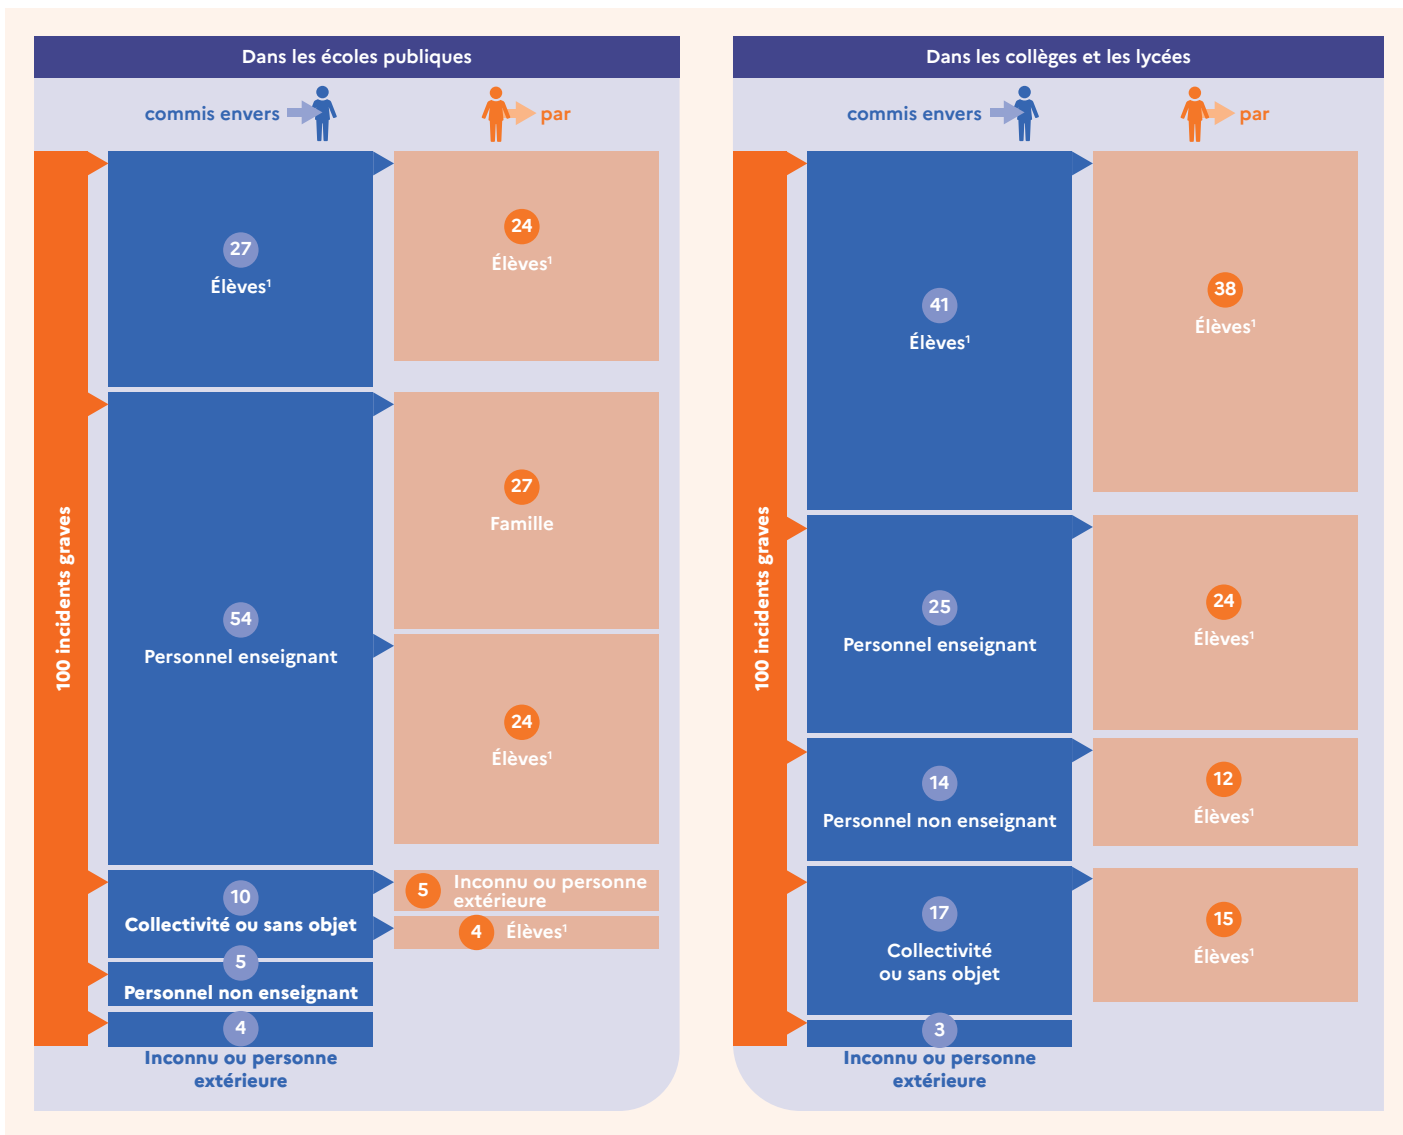 Dans les écoles publiques
commis envers
par
100 incidents graves
27
Élèves¹
24
Élèves¹
54
Personnel enseignant
27
Famille
24
Élèves¹
10
Collectivité ou sans objet
5
Inconnu ou personne
extérieure
4
Élèves¹
5
Personnel non enseignant
4
Inconnu ou personne
extérieure
Dans les collèges et les lycées
commis envers
par
100 incidents graves
41
Élèves¹
38
Élèves¹
25
Personnel enseignant
24
Élèves¹
14
Personnel non enseignant
12
Élèves¹
17
Collectivité
ou sans objet
15
Élèves¹
3
Inconnu ou personne
extérieure